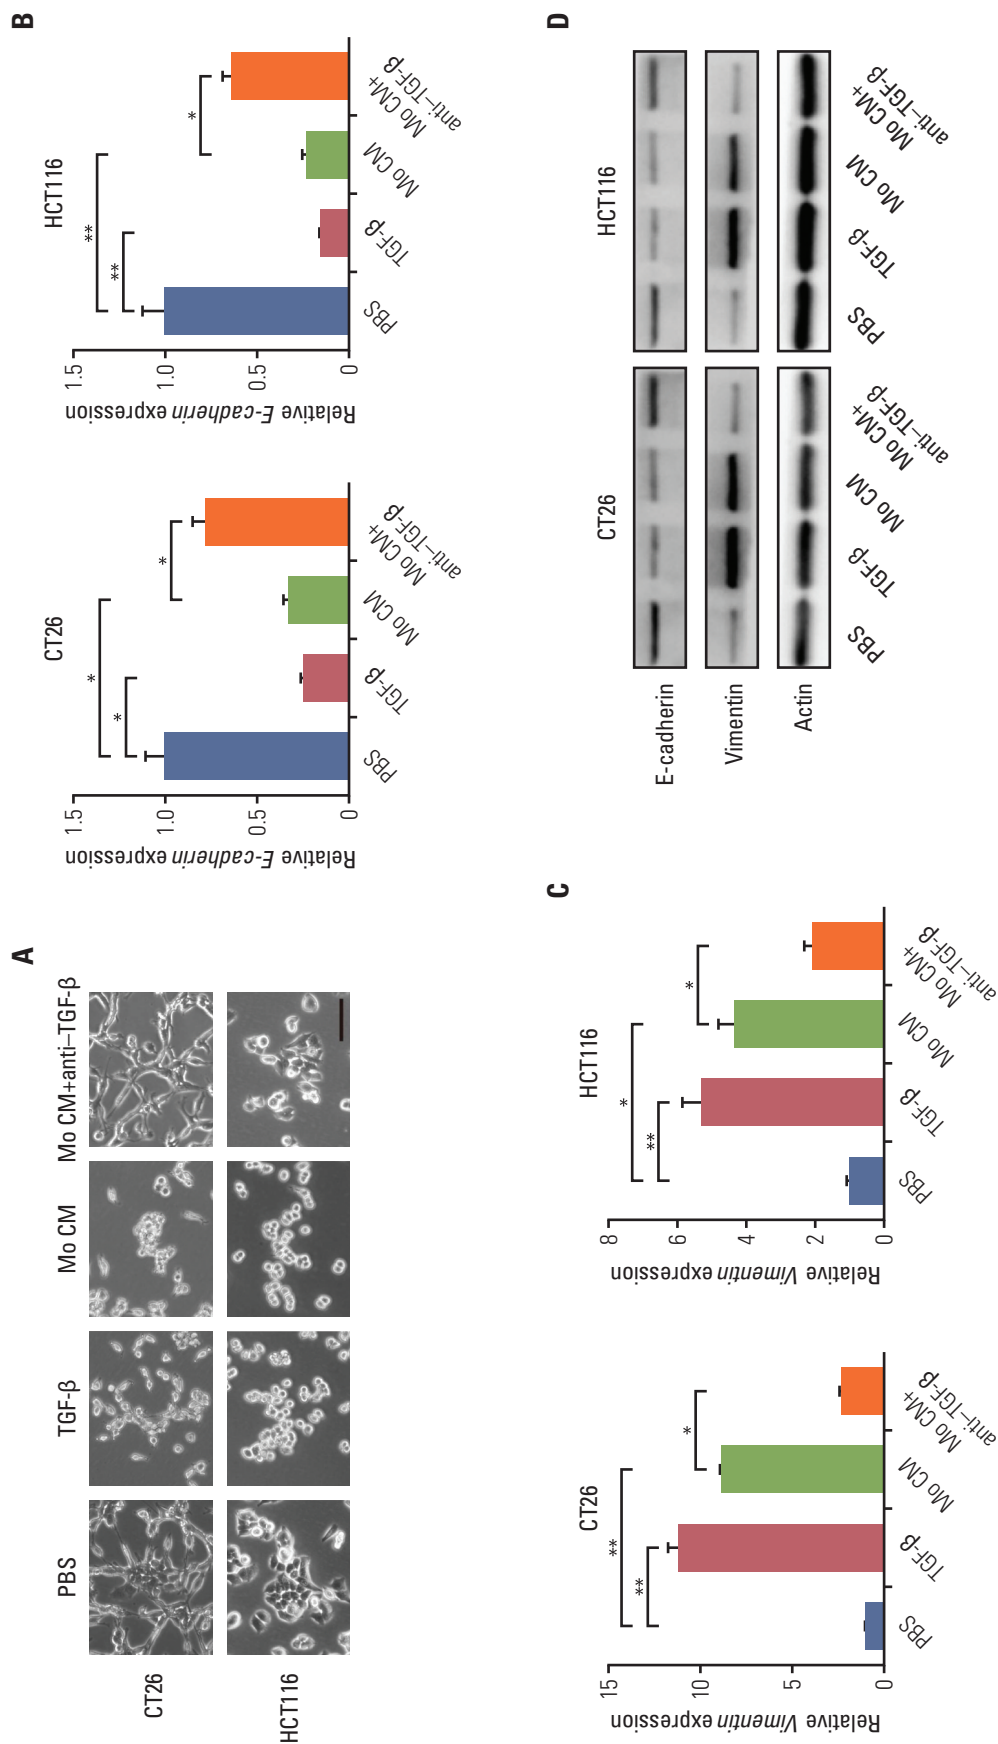 A
PBS
TGF-β
Mo CM
Mo CM+anti–TGF-β
CT26
HCT116
B
CT26
Relative E-cadherin expression
1.5
1.0
0.5
0
*
*
*
PBS
TGF-β
Mo CM
Mo CM+
anti–TGF-β
HCT116
Relative E-cadherin expression
1.5
1.0
0.5
0
**
**
*
PBS
TGF-β
Mo CM
Mo CM+
anti–TGF-β
C
CT26
Relative Vimentin expression
15
10
5
0
**
**
*
PBS
TGF-β
Mo CM
Mo CM+
anti–TGF-β
HCT116
Relative Vimentin expression
8
6
4
2
0
*
**
*
PBS
TGF-β
Mo CM
Mo CM+
anti–TGF-β
D
CT26
HCT116
E-cadherin
Vimentin
Actin
PBS
TGF-β
Mo CM
Mo CM+
anti–TGF-β
PBS
TGF-β
Mo CM
Mo CM+
anti–TGF-β